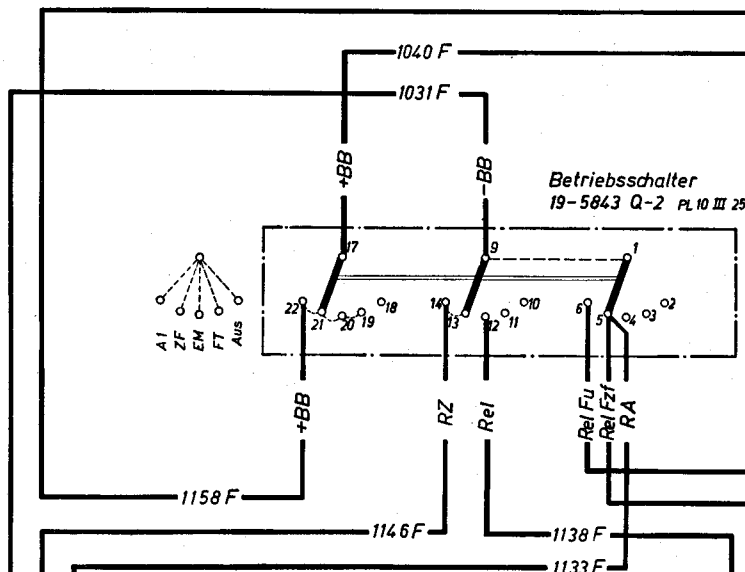 1040 F
1031 F
+BB
-BB
Betriebsschalter
19-5843 Q-2 PL 10 III 25
17
9
1
22
21
20
19
18
14
13
12
11
10
6
5
4
3
2
A1
ZF
EM
FT
Aus
+BB
RZ
Rel
Rel Fu
Rel Fzf
RA
1158 F
1146 F
1138 F
1133 F